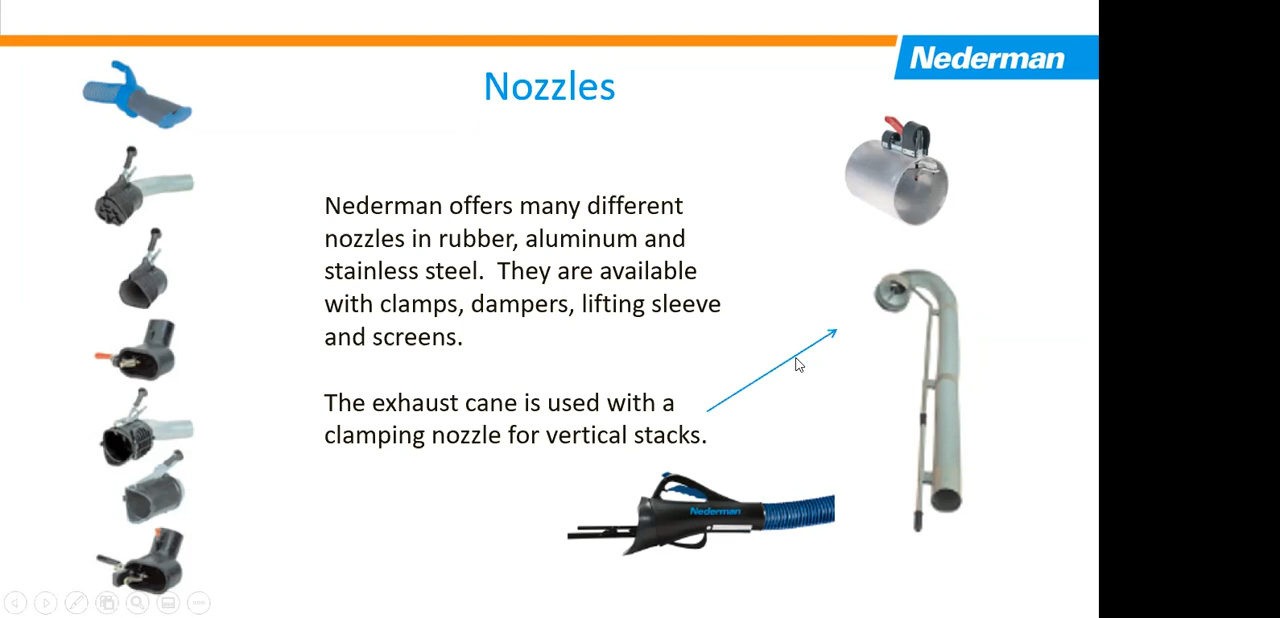 Nederman
Nozzles
Nederman offers many different
nozzles in rubber, aluminum and
stainless steel.  They are available
with clamps, dampers, lifting sleeve
and screens.
The exhaust cane is used with a
clamping nozzle for vertical stacks.
Nederman